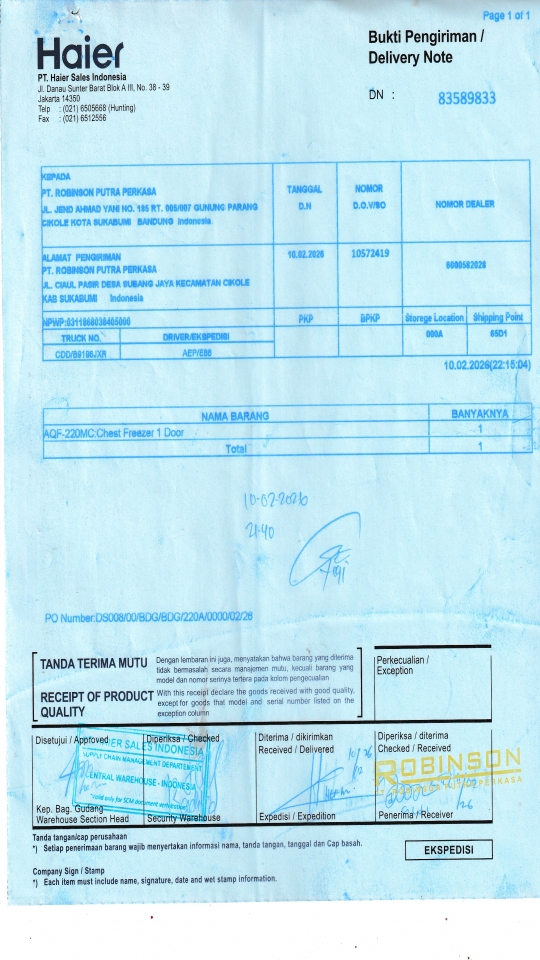 Page 1 of 1
Haier
Bukti Pengiriman /
Delivery Note
PT. Haier Sales Indonesia
Jl. Danau Sunter Barat Blok A III, No. 38 - 39
Jakarta 14350
Telp : (021) 6505668 (Hunting)
Fax : (021) 6512556
DN : 83589833
KEPADA
PT. ROBINSON PUTRA PERKASA
JL. JEND AHMAD YANI NO. 185 RT. 005/007 GUNUNG PARANG
CIKOLE KOTA SUKABUMI BANDUNG Indonesia
TANGGAL
D.N
NOMOR
D.O.V/SO
NOMOR DEALER
ALAMAT PENGIRIMAN
PT. ROBINSON PUTRA PERKASA
JL. CIAUL PASIR DESA SUBANG JAYA KECAMATAN CIKOLE
KAB SUKABUMI Indonesia
10.02.2026
10572419
6000582028
NPWP:0311868038405000
PKP
BPKP
Storege Location
Shipping Point
TRUCK NO.
DRIVER/EKSPEDISI
000A
65D1
CDD/B9198JXR
AEP/E88
10.02.2026(22:15:04)
NAMA BARANG
BANYAKNYA
AQF-220MC:Chest Freezer 1 Door
1
Total
1
10-02-2026
21.40
PO Number:DS008/00/BDG/BDG/220A/0000/02/26
TANDA TERIMA MUTU
Dengan lembaran ini juga, menyatakan bahwa barang yang diterima
tidak bermasalah secara manajemen mutu, kecuali barang yang
model dan nomor serinya tertera pada kolom pengecualian
RECEIPT OF PRODUCT
QUALITY
With this receipt declare the goods received with good quality,
except for goods that model and serial number listed on the
exception column
Perkecualian /
Exception
Disetujui / Approved
Diperiksa / Checked
Diterima / dikirimkan
Received / Delivered
Diperiksa / diterima
Checked / Received
HAIER SALES INDONESIA
SUPPLY CHAIN MANAGEMENT DEPARTEMENT
CENTRAL WAREHOUSE - INDONESIA
*valid only for SCM document verification
ROBINSON
Kep. Bag. Gudang
Warehouse Section Head
Security Warehouse
Expedisi / Expedition
Penerima / Receiver
Tanda tangan/cap perusahaan
*) Setiap penerimaan barang wajib menyertakan informasi nama, tanda tangan, tanggal dan Cap basah.
EKSPEDISI
Company Sign / Stamp
*) Each item must include name, signature, date and wet stamp information.